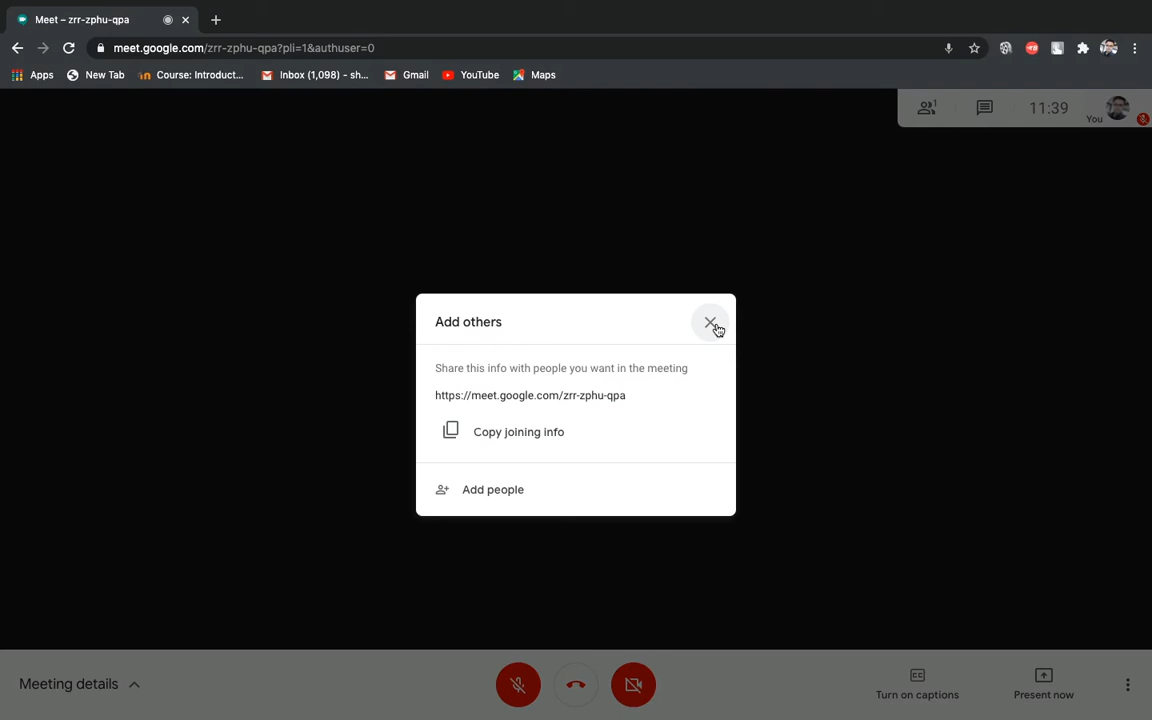 Meet – zrr-zphu-qpa
meet.google.com/zrr-zphu-qpa?pli=1&authuser=0
Apps
New Tab
Course: Introduct...
Inbox (1,098) - sh...
Gmail
YouTube
Maps
1
11:39
You
Add others
Share this info with people you want in the meeting
https://meet.google.com/zrr-zphu-qpa
Copy joining info
Add people
Meeting details
CC
Turn on captions
Present now